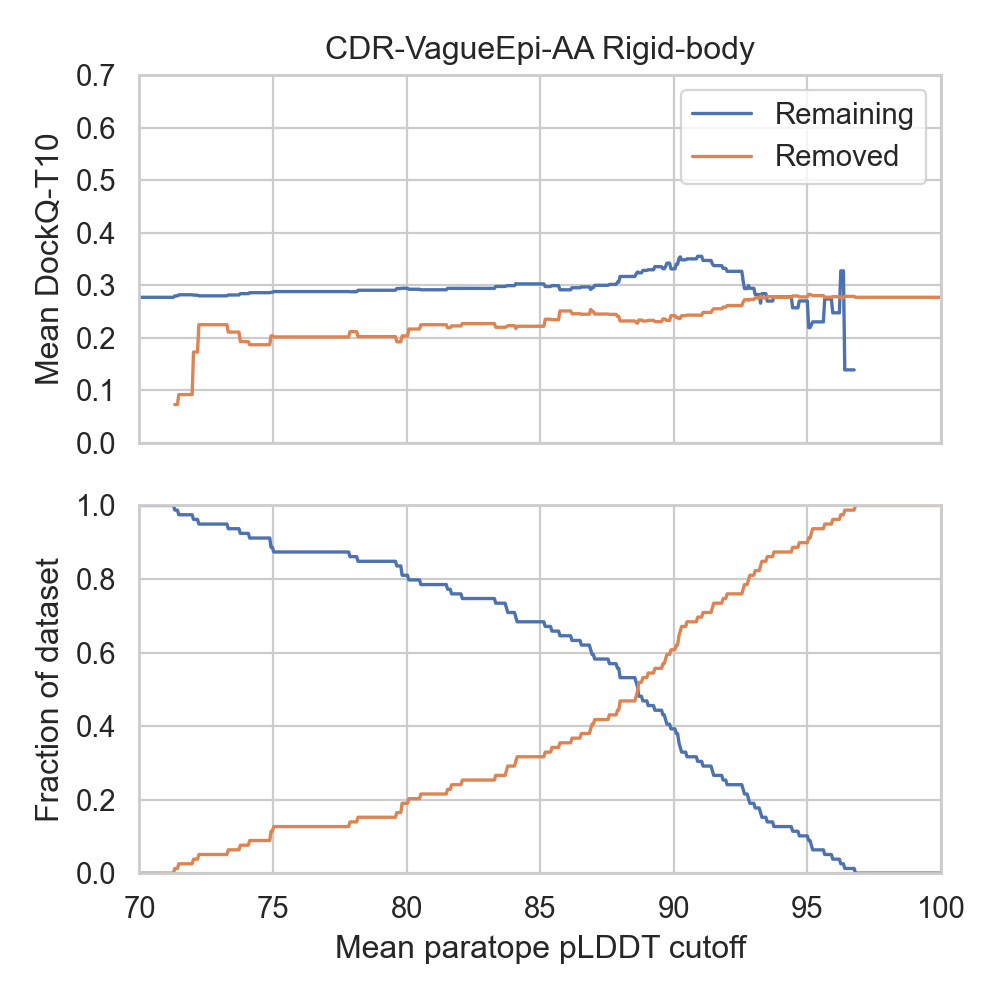 CDR-VagueEpi-AA Rigid-body
Mean DockQ-T10
0.7
0.6
0.5
0.4
0.3
0.2
0.1
0.0
Remaining
Removed
Fraction of dataset
1.0
0.8
0.6
0.4
0.2
0.0
70 75 80 85 90 95 100
Mean paratope pLDDT cutoff